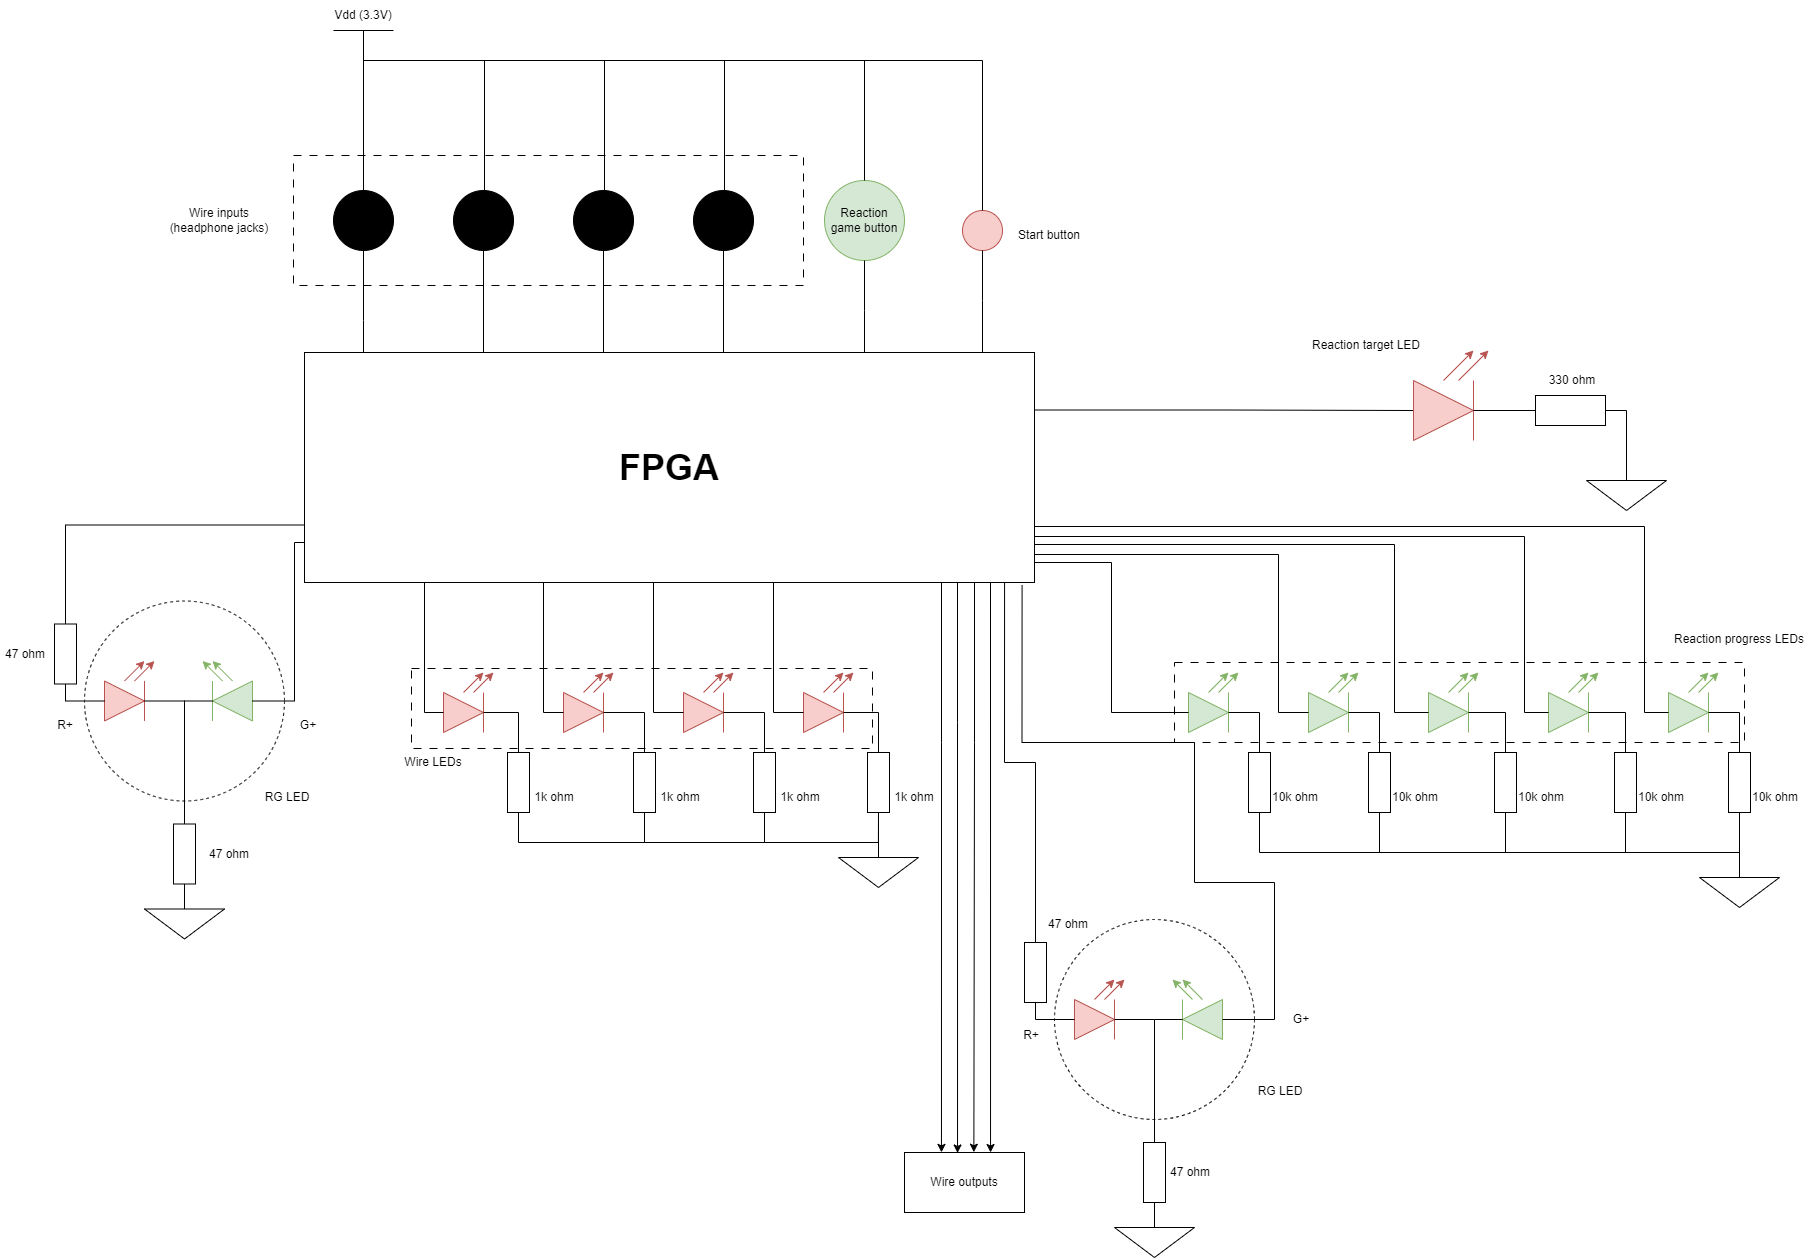 Vdd (3.3V)
Wire inputs
(headphone jacks)
Reaction
game button
Start button
Reaction target LED
330 ohm
FPGA
47 ohm
R+
G+
RG LED
47 ohm
Wire LEDs
1k ohm
1k ohm
1k ohm
1k ohm
Reaction progress LEDs
10k ohm
10k ohm
10k ohm
10k ohm
10k ohm
47 ohm
R+
G+
RG LED
47 ohm
Wire outputs